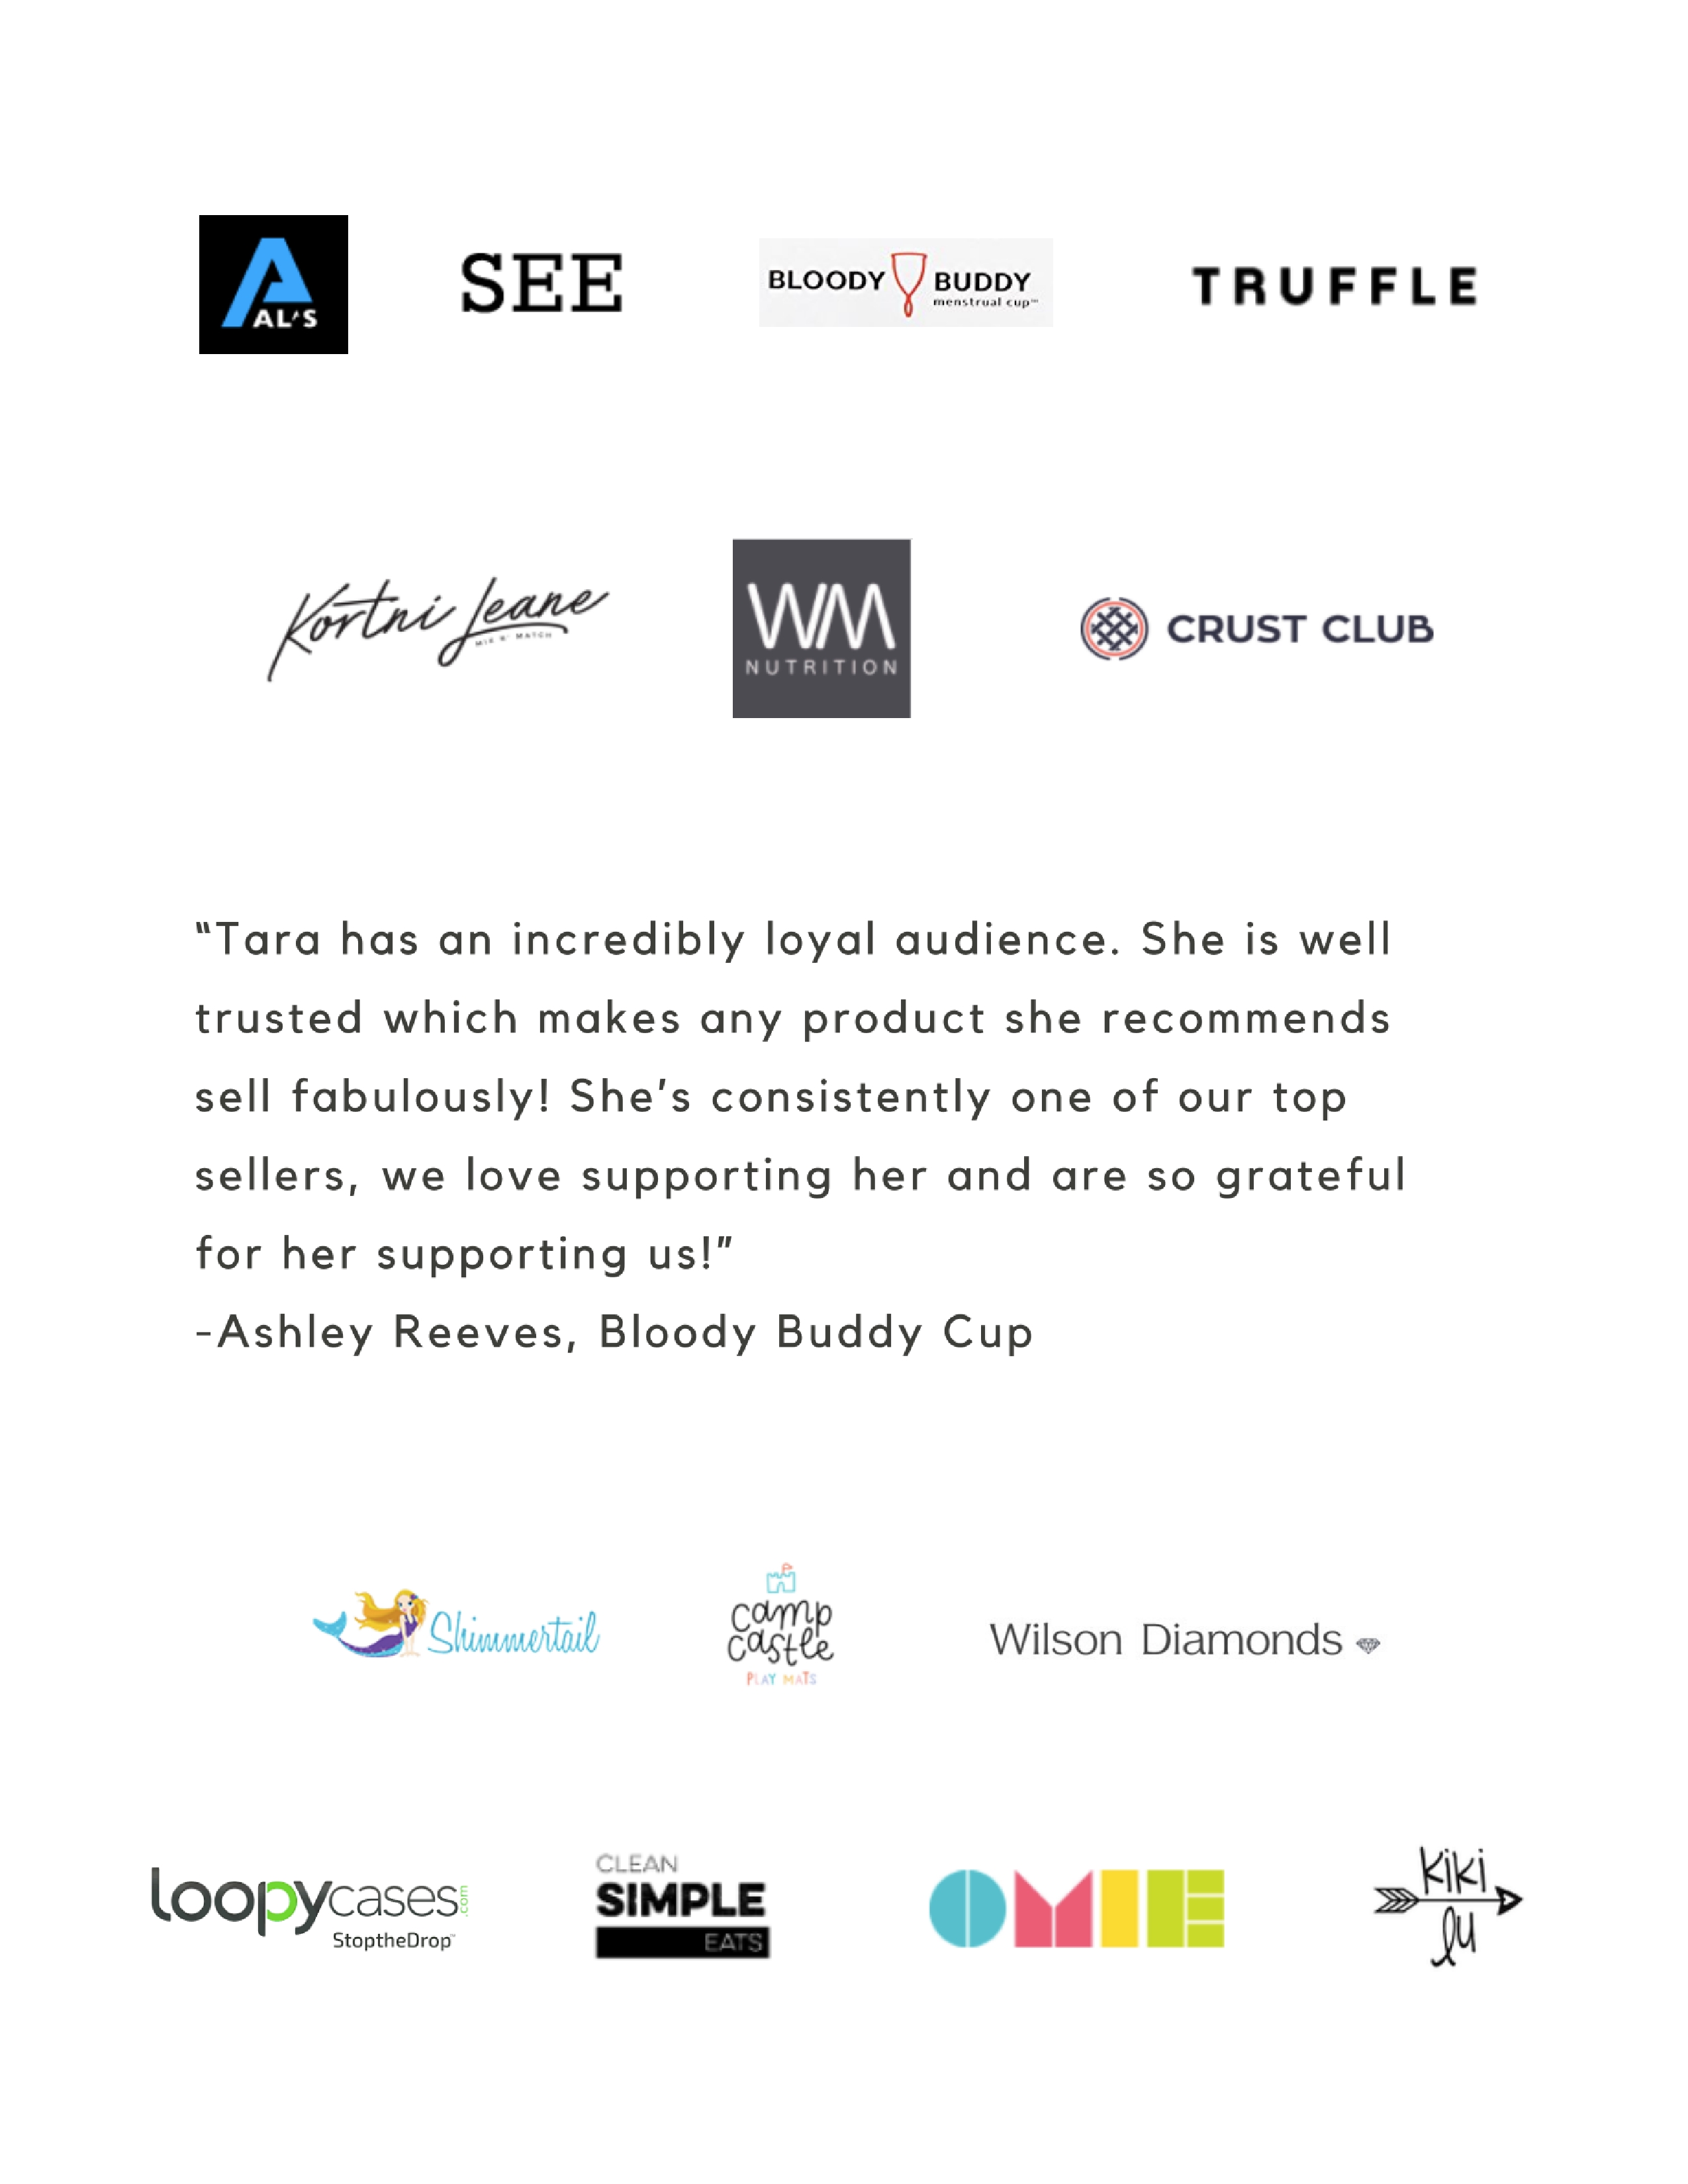 AL'S
SEE
BLOODY BUDDY
menstrual cup™
TRUFFLE
Kortni Jeane
MIX N' MATCH
WM
NUTRITION
CRUST CLUB
“Tara has an incredibly loyal audience. She is well
trusted which makes any product she recommends
sell fabulously! She’s consistently one of our top
sellers, we love supporting her and are so grateful
for her supporting us!”
-Ashley Reeves, Bloody Buddy Cup
Shimmertail
camp
castle
PLAY MATS
Wilson Diamonds
loopycases.com
StoptheDrop™
CLEAN
SIMPLE
EATS
OMIE
kiki
lu